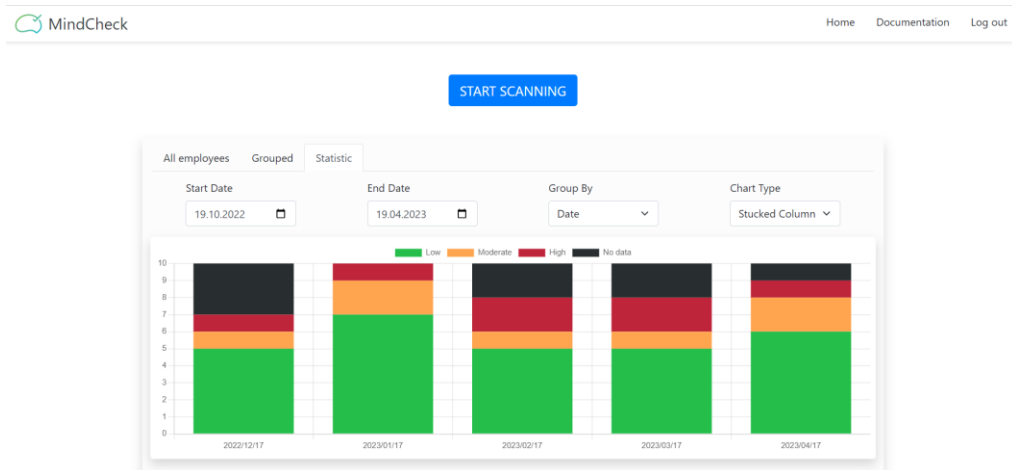 MindCheck
Home Documentation Log out
START SCANNING
All employees Grouped Statistic
Start Date End Date Group By Chart Type
19.10.2022 19.04.2023 Date Stucked Column
Low Moderate High No data
10
9
8
7
6
5
4
3
2
1
0
2022/12/17 2023/01/17 2023/02/17 2023/03/17 2023/04/17